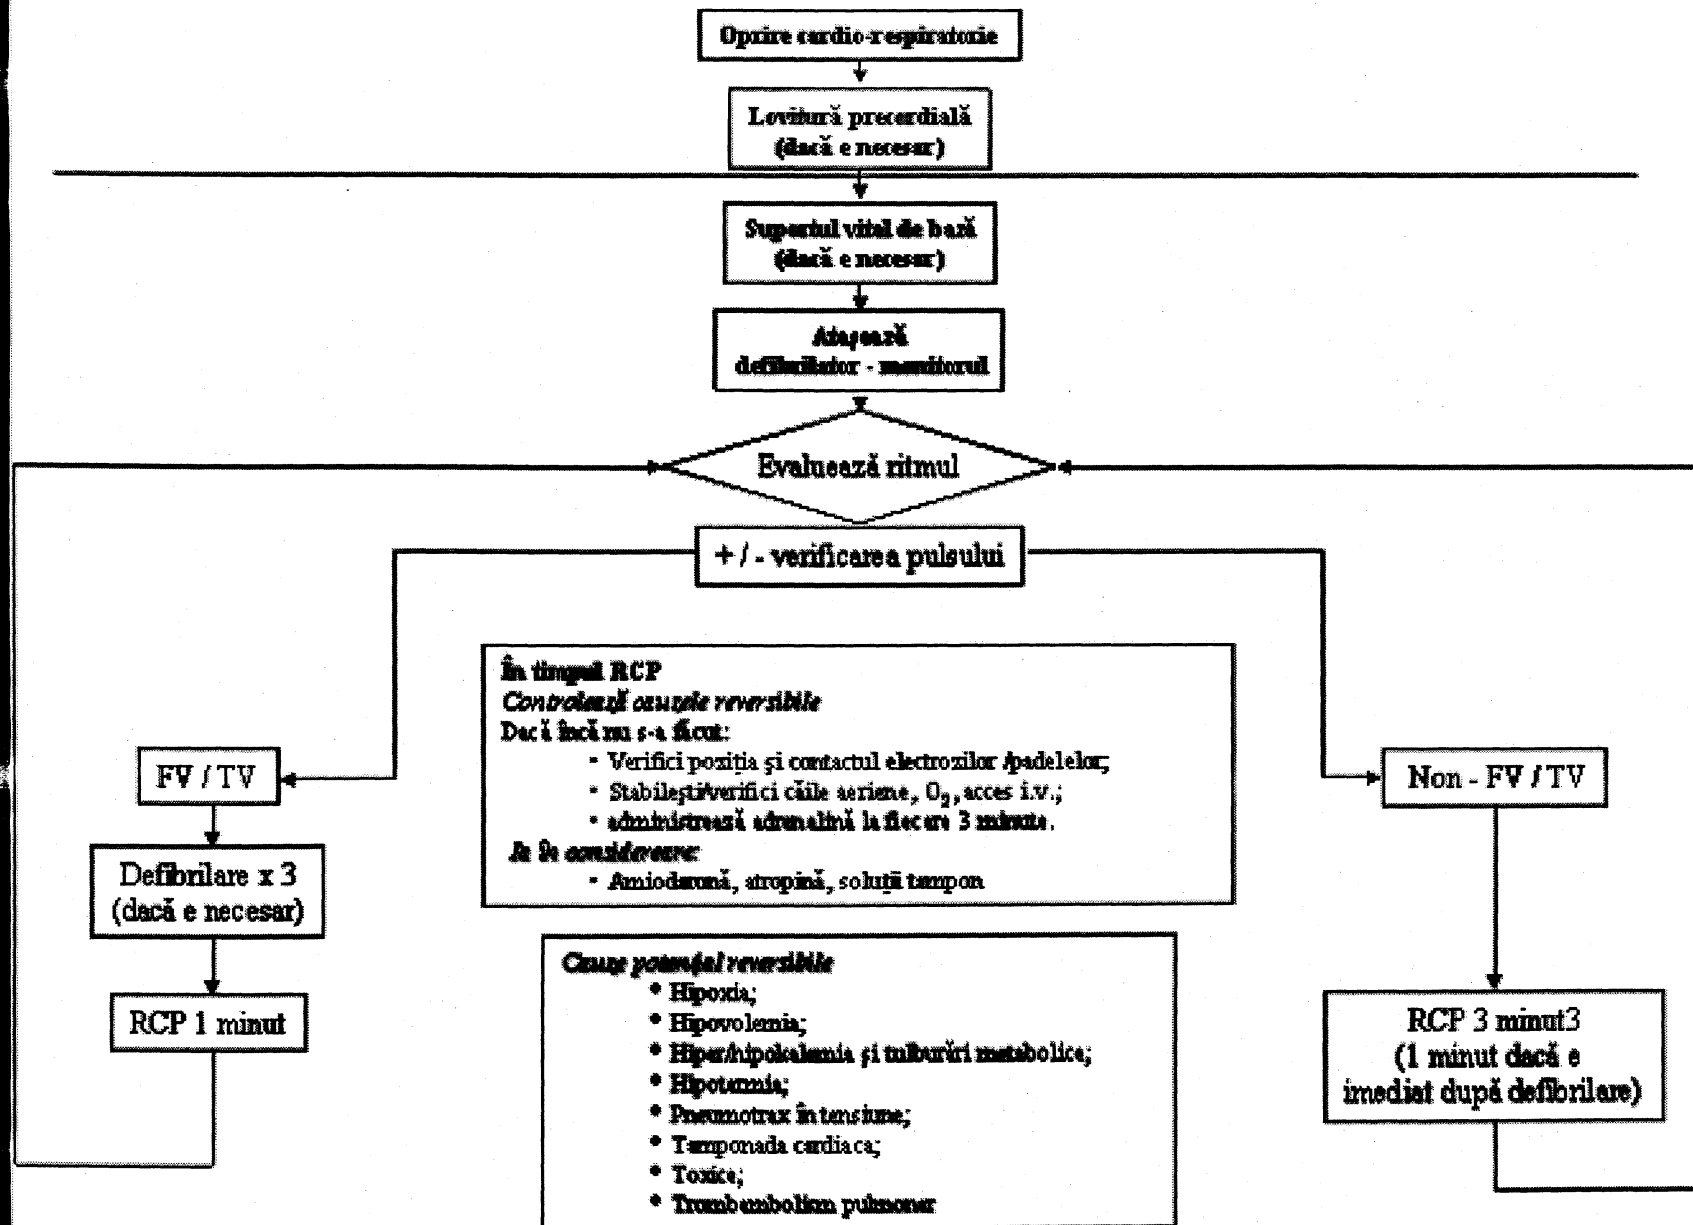 Oprire cardio-respiratorie
Lovitură precordială
(dacă e necesar)
Suportul vital de bază
(dacă e necesar)
Atașează
defibrilator - monitorul
Evaluează ritmul
+ / - verificarea pulsului
FV / TV
Defibrilare x 3
(dacă e necesar)
RCP 1 minut
În timpul RCP
Controlează cauzele reversibile
Dacă încă nu s-a făcut:
• Verifici poziția și contactul electrozilor /padelelor;
• Stabilești/verifici căile aeriene, O₂, acces i.v.;
• administrează adrenalină la fiecare 3 minute.
Ia în considerare:
• Amiodaronă, atropină, soluții tampon
Cauze potențial reversibile
• Hipoxia;
• Hipovolemia;
• Hiper/hipokalemia și tulburări metabolice;
• Hipotermia;
• Pneumotrax în tensiune;
• Tamponada cardiaca;
• Toxice;
• Trombembolism pulmonar
Non - FV / TV
RCP 3 minut3
(1 minut dacă e
imediat după defibrilare)